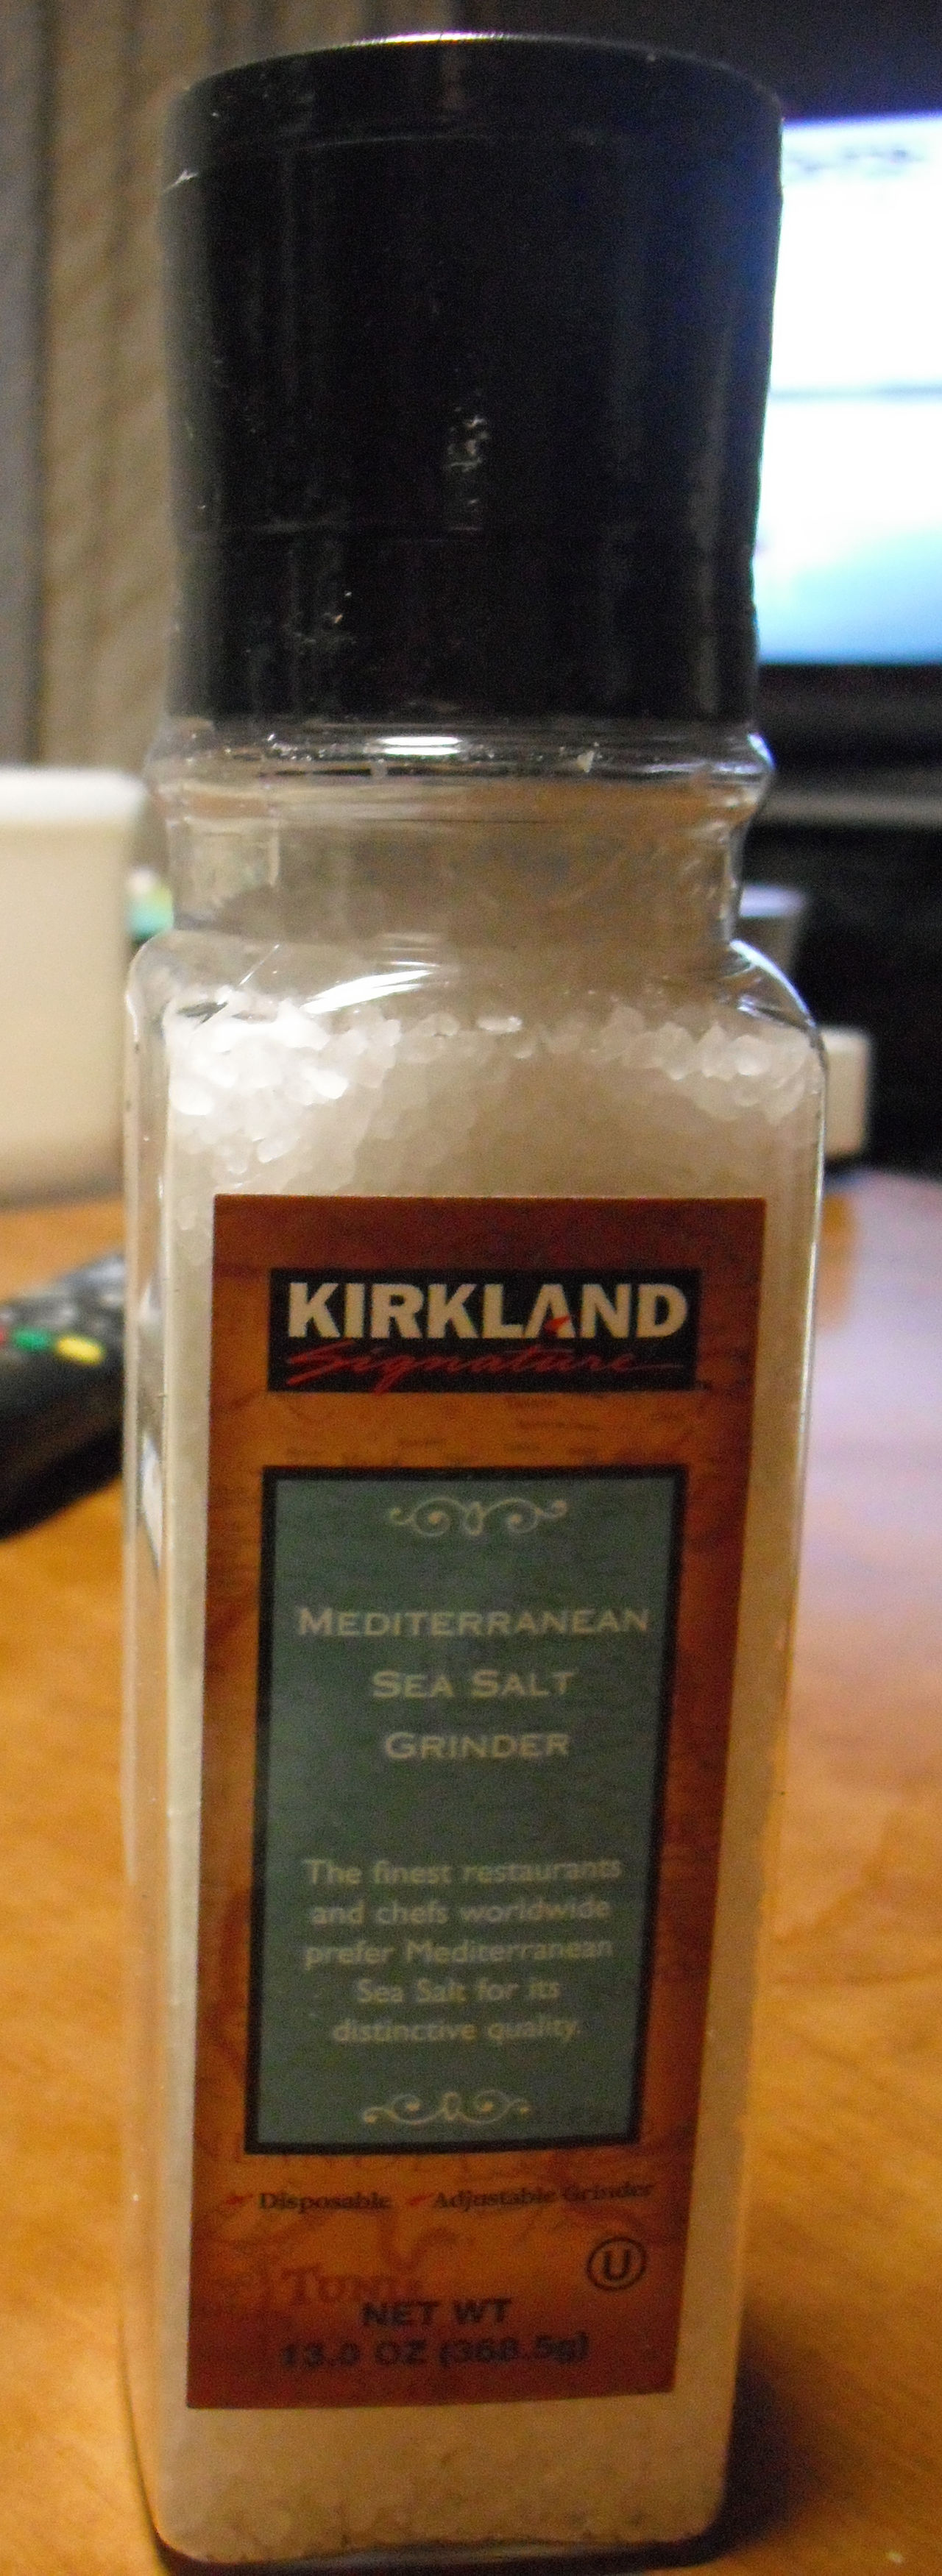 KIRKLAND
Signature
MEDITERRANEAN
SEA SALT
GRINDER
The finest restaurants
and chefs worldwide
prefer Mediterranean
Sea Salt for its
distinctive quality.
Disposable Adjustable Grinder
U
NET WT
13.0 OZ (368.5g)